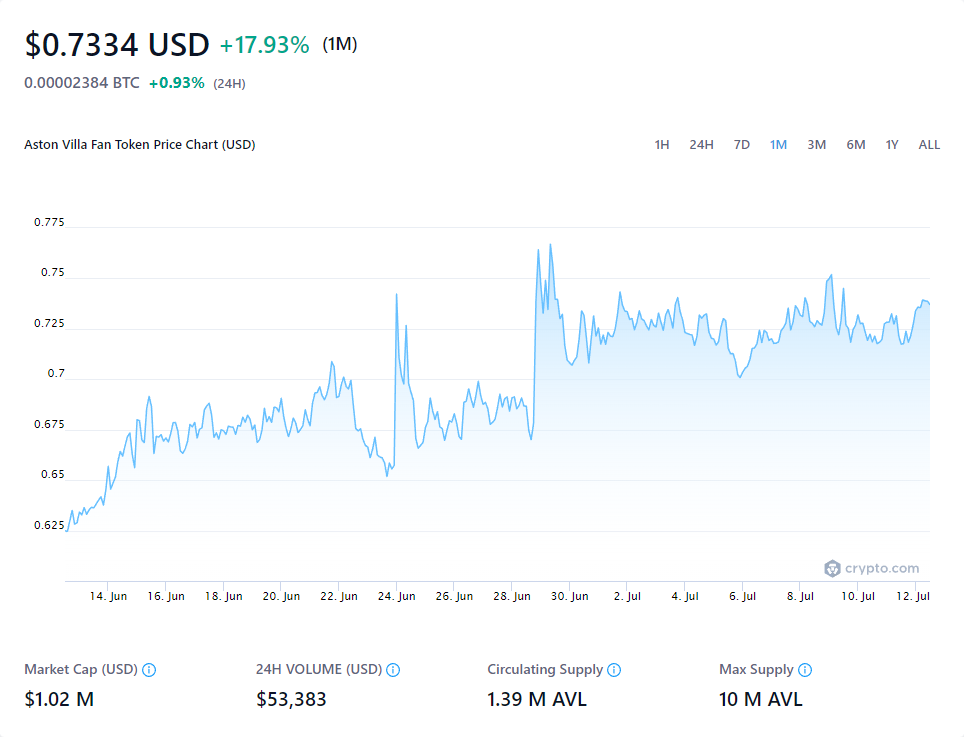 $0.7334 USD +17.93% (1M)
0.00002384 BTC +0.93% (24H)
Aston Villa Fan Token Price Chart (USD) 1H 24H 7D 1M 3M 6M 1Y ALL
0.775
0.75
0.725
0.7
0.675
0.65
0.625
crypto.com
14. Jun 16. Jun 18. Jun 20. Jun 22. Jun 24. Jun 26. Jun 28. Jun 30. Jun 2. Jul 4. Jul 6. Jul 8. Jul 10. Jul 12. Jul
Market Cap (USD) 24H VOLUME (USD) Circulating Supply Max Supply
$1.02 M $53,383 1.39 M AVL 10 M AVL